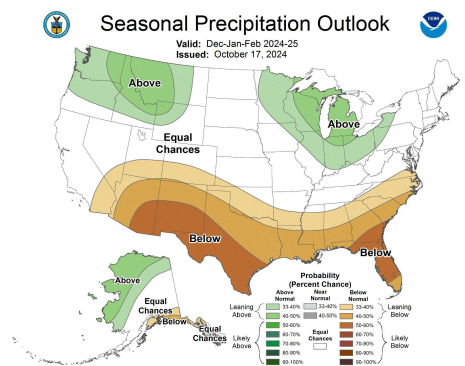 Seasonal Precipitation Outlook
Valid: Dec-Jan-Feb 2024-25
Issued: October 17, 2024
noaa
Above
Above
Equal
Chances
Below
Below
Above
Equal
Chances
Below
Equal
Chances
Probability
(Percent Chance)
Above Normal
Near Normal
Below Normal
Leaning Above
33-40%
33-40%
33-40%
Leaning Below
40-50%
40-50%
40-50%
Likely Above
50-60%
Equal Chances
50-60%
Likely Below
60-70%
60-70%
70-80%
70-80%
80-90%
80-90%
90-100%
90-100%